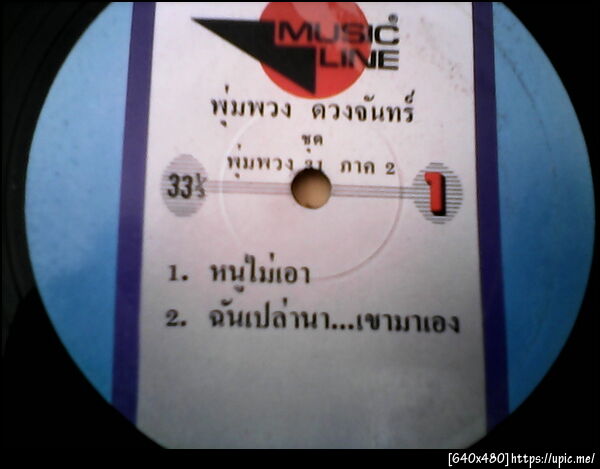 MUSIC
LINE
พุ่มพวง ดวงจันทร์
ชุด
พุ่มพวง 31 ภาค 2
33⅓
1
1. หนูไม่เอา
2. ฉันเปล่านา...เขามาเอง
[640x480]https://upic.me/